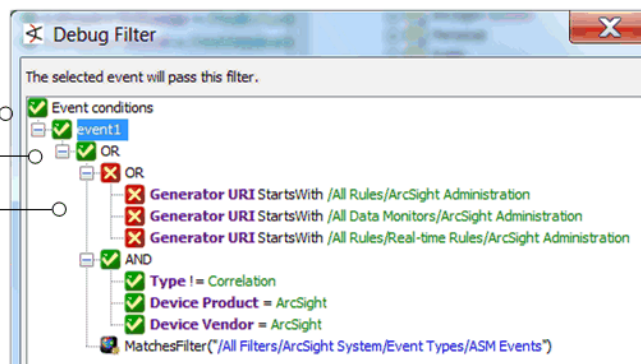 Debug Filter
The selected event will pass this filter.
Event conditions
event1
OR
OR
Generator URI StartsWith /All Rules/ArcSight Administration
Generator URI StartsWith /All Data Monitors/ArcSight Administration
Generator URI StartsWith /All Rules/Real-time Rules/ArcSight Administration
AND
Type != Correlation
Device Product = ArcSight
Device Vendor = ArcSight
MatchesFilter("/All Filters/ArcSight System/Event Types/ASM Events")